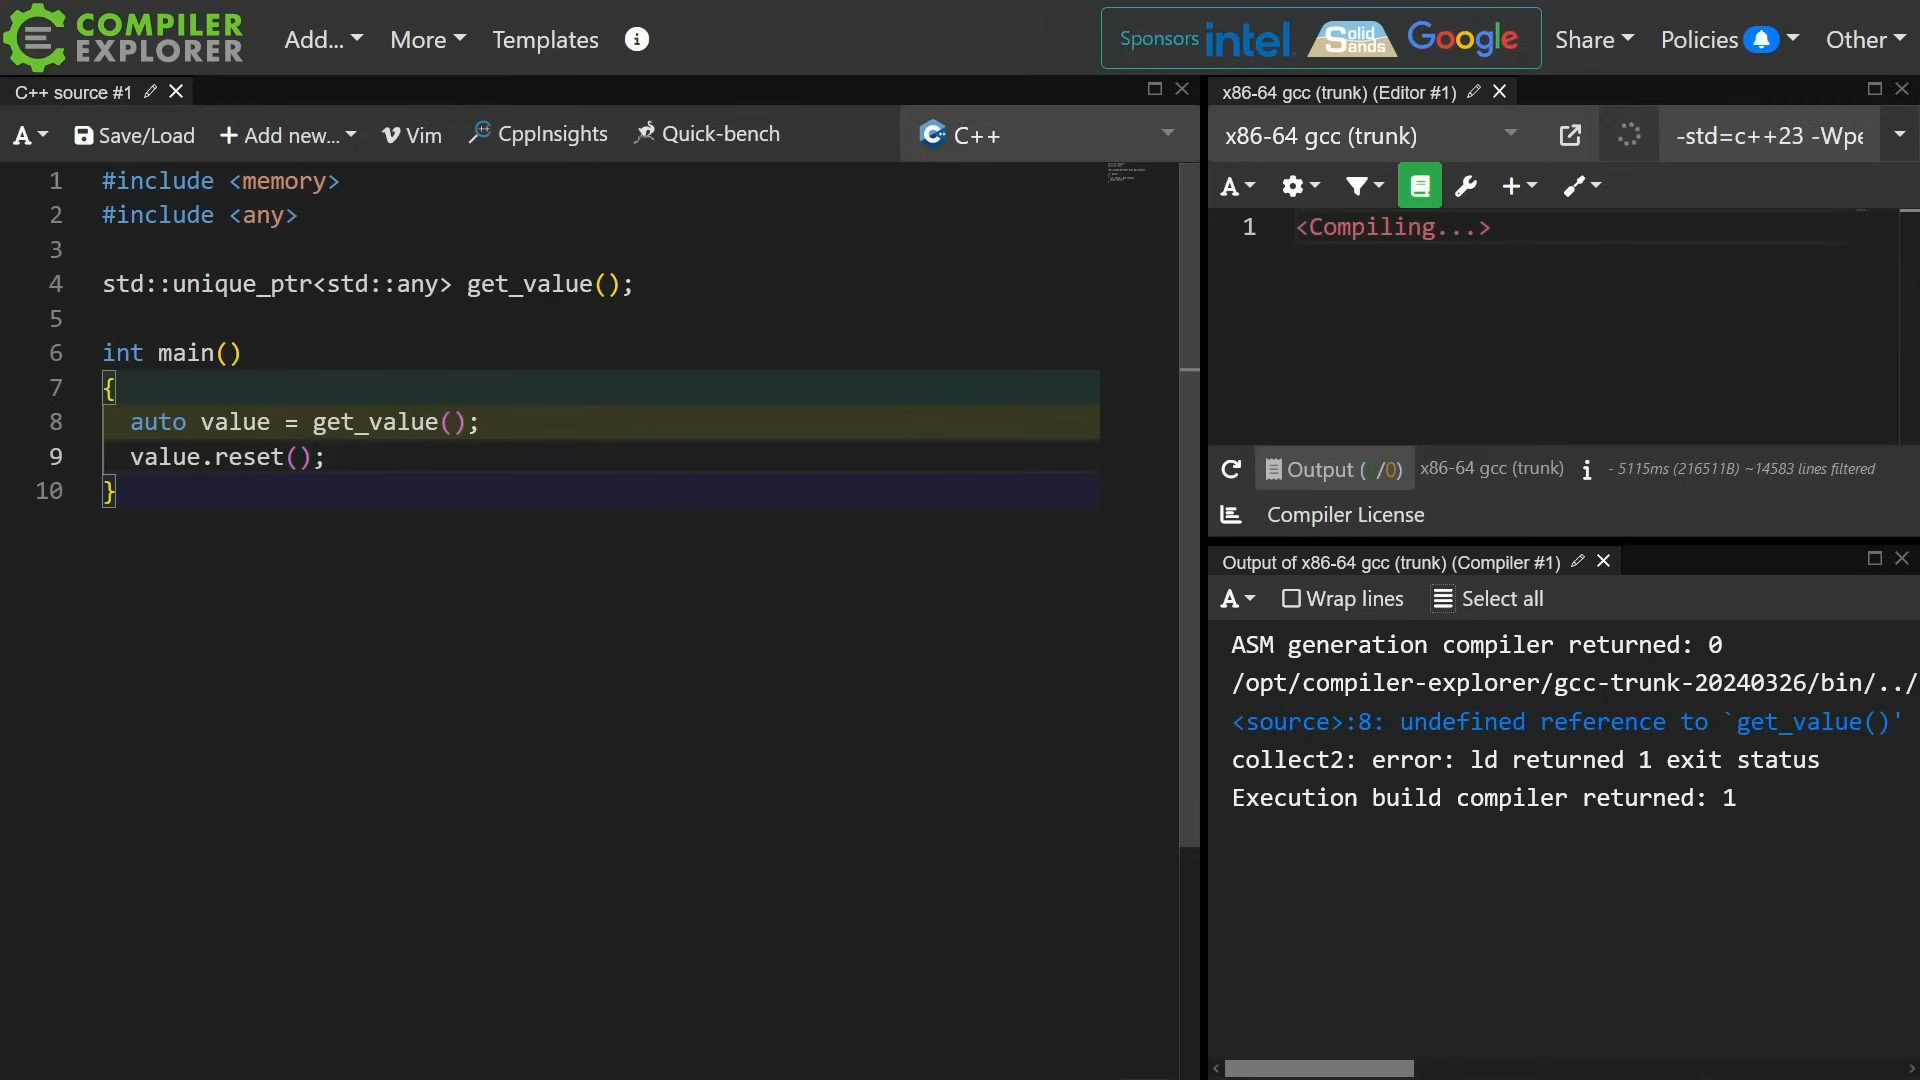 COMPILER
EXPLORER
Add...
More
Templates
Sponsors
intel.
Solid
Sands
Google
Share
Policies
Other
C++ source #1
A
Save/Load
+ Add new...
Vim
CppInsights
Quick-bench
C++
1 #include <memory>
2 #include <any>
3
4 std::unique_ptr<std::any> get_value();
5
6 int main()
7 {
8 auto value = get_value();
9 value.reset();
10 }
x86-64 gcc (trunk) (Editor #1)
x86-64 gcc (trunk)
-std=c++23 -Wpe
A
1 <Compiling...>
Output ( /0)
x86-64 gcc (trunk)
- 5115ms (216511B) ~14583 lines filtered
Compiler License
Output of x86-64 gcc (trunk) (Compiler #1)
A
Wrap lines
Select all
ASM generation compiler returned: 0
/opt/compiler-explorer/gcc-trunk-20240326/bin/../
<source>:8: undefined reference to `get_value()'
collect2: error: ld returned 1 exit status
Execution build compiler returned: 1